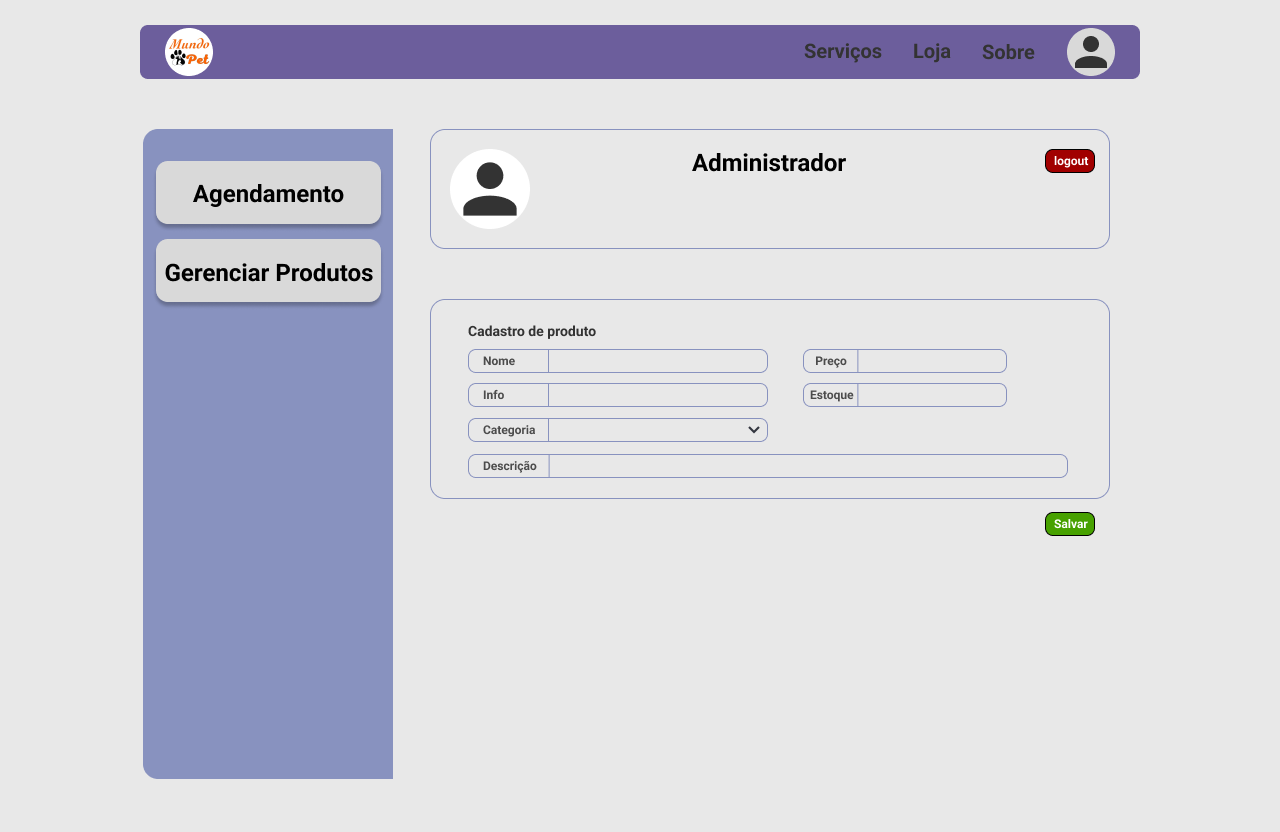 Mundo
Pet
Serviços
Loja
Sobre
Agendamento
Gerenciar Produtos
Administrador
logout
Cadastro de produto
Nome
Preço
Info
Estoque
Categoria
Descrição
Salvar